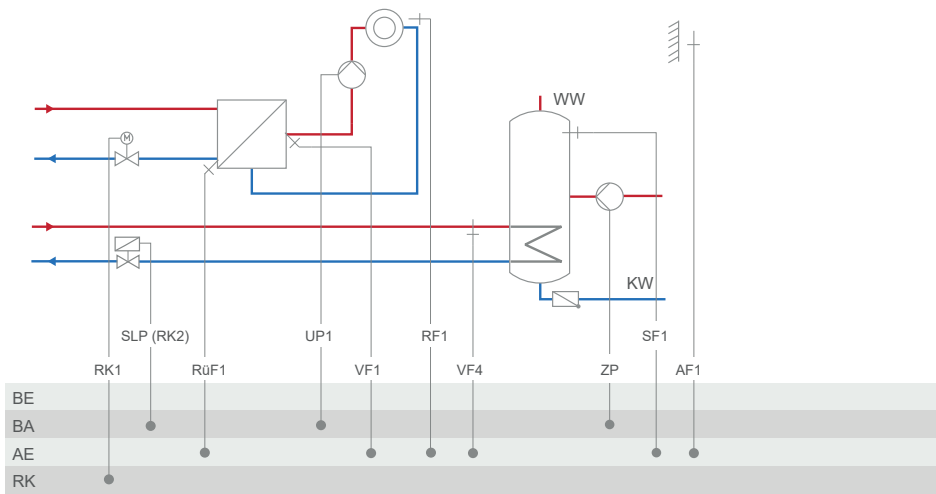 WW
M
KW
SLP (RK2) UP1 RF1 SF1
RK1 RüF1 VF1 VF4 ZP AF1
BE
BA
AE
RK